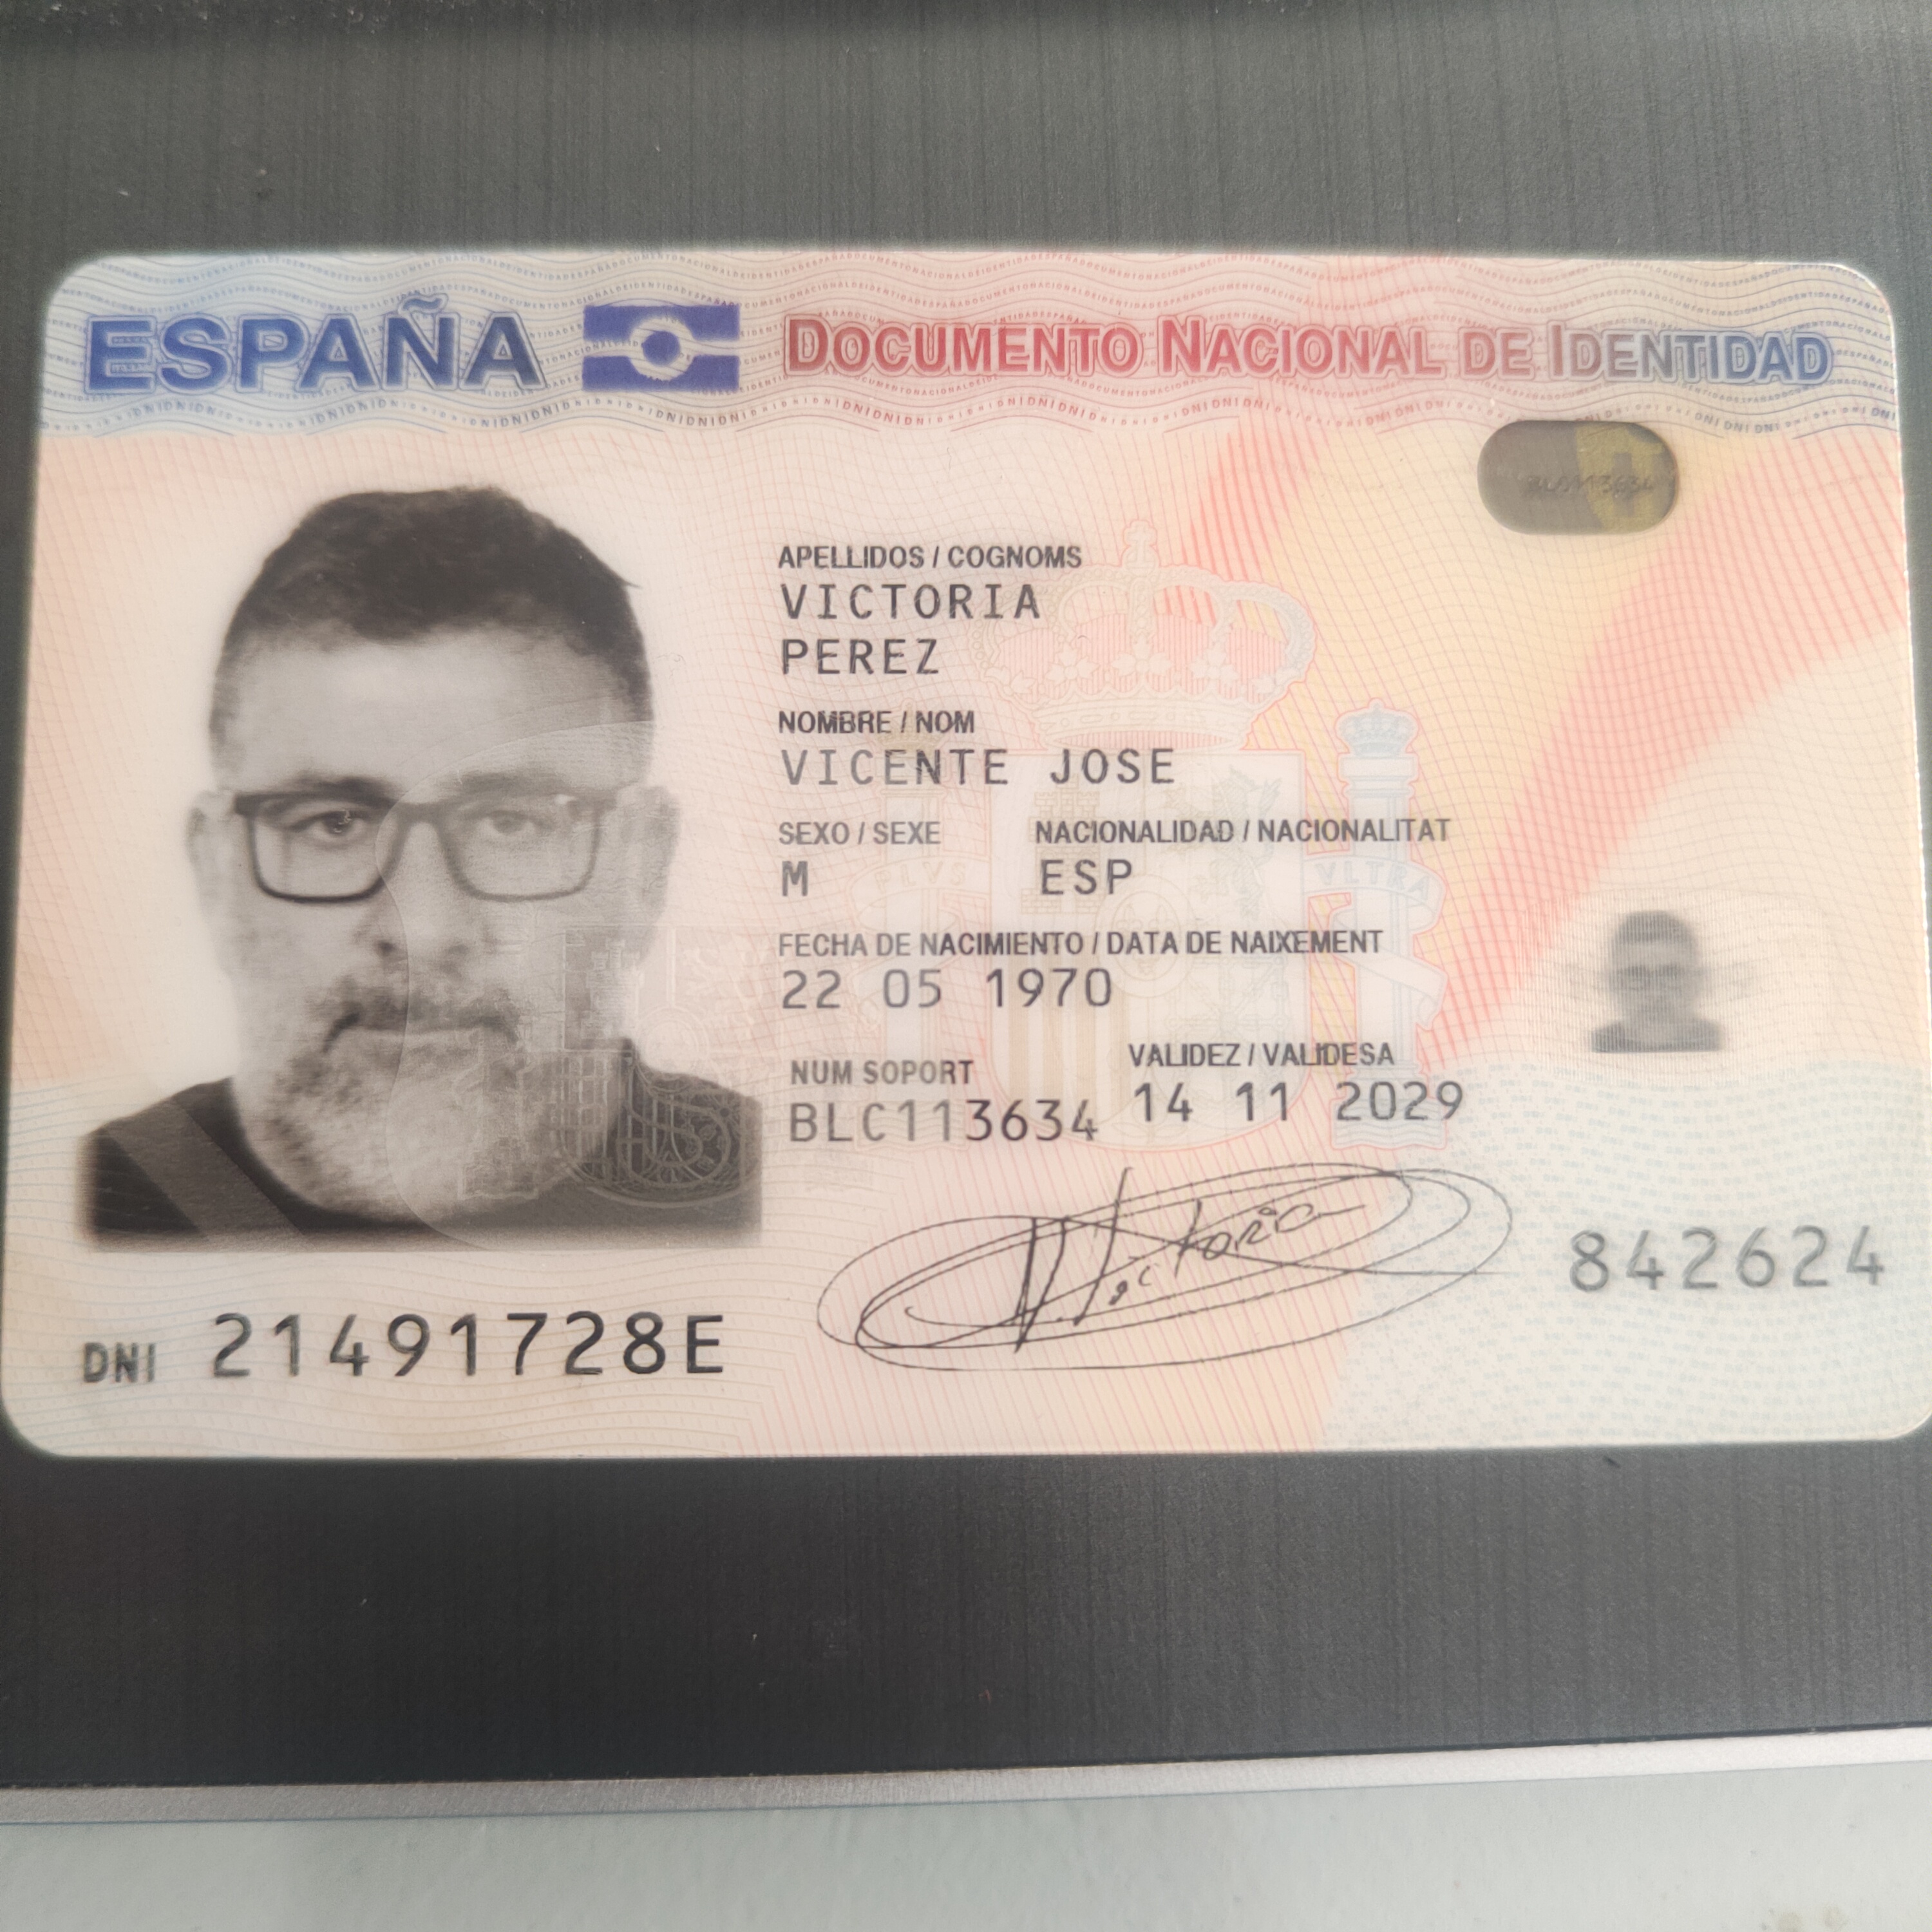 ESPAÑA DOCUMENTO NACIONAL DE IDENTIDAD
APELLIDOS / COGNOMS
VICTORIA
PEREZ
NOMBRE / NOM
VICENTE JOSE
SEXO / SEXE NACIONALIDAD / NACIONALITAT
M ESP
PLVS VLTRA
FECHA DE NACIMIENTO / DATA DE NAIXEMENT
22 05 1970
NUM SOPORT VALIDEZ / VALIDESA
BLC113634 14 11 2029
842624
DNI 21491728E